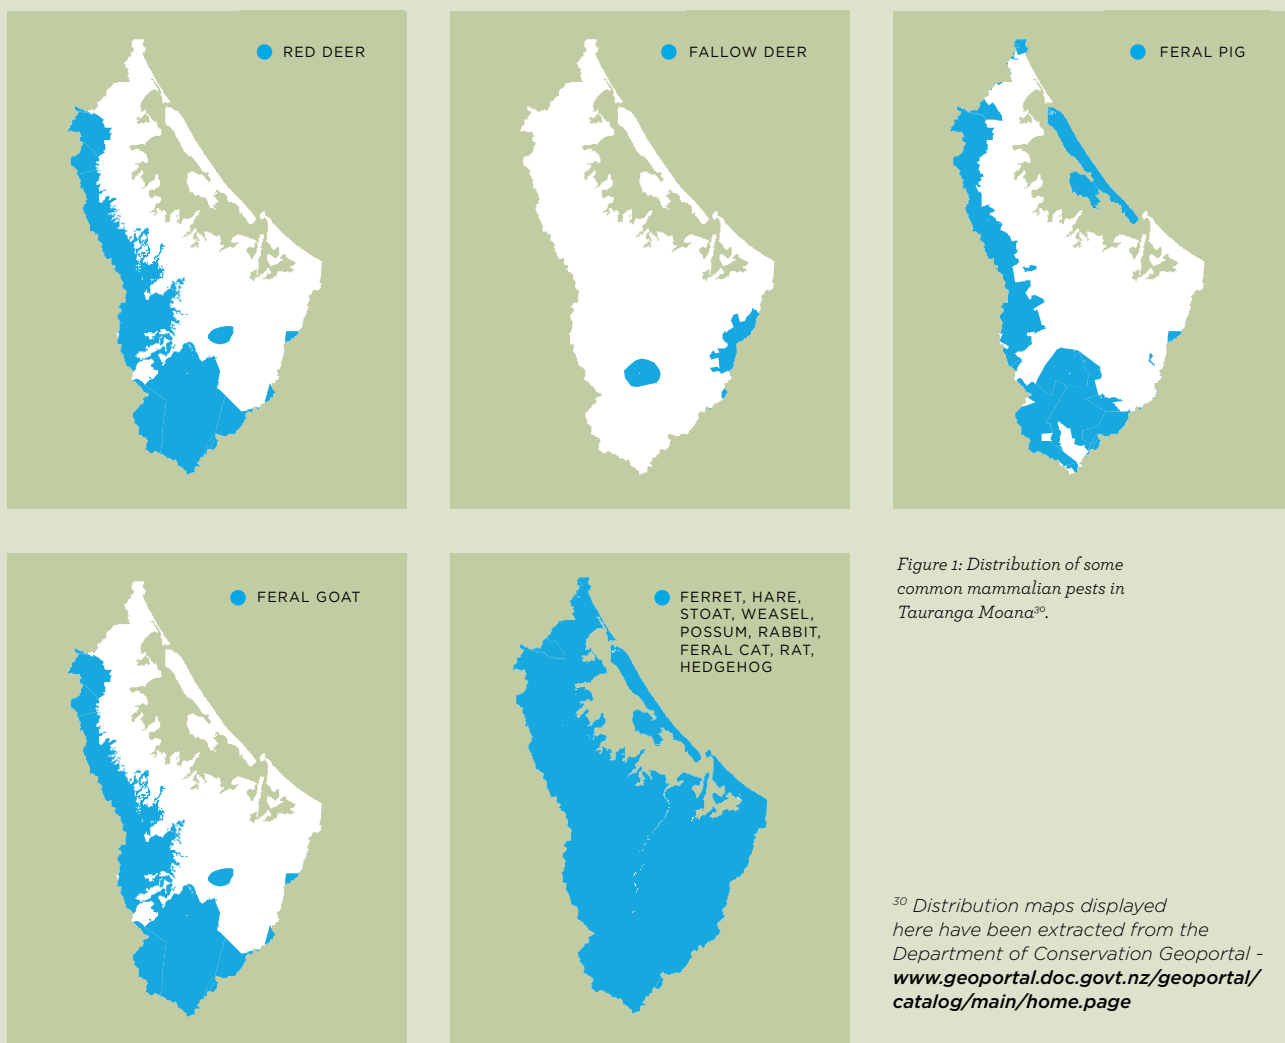 RED DEER
FALLOW DEER
FERAL PIG
FERAL GOAT
FERRET, HARE,
STOAT, WEASEL,
POSSUM, RABBIT,
FERAL CAT, RAT,
HEDGEHOG
Figure 1: Distribution of some
common mammalian pests in
Tauranga Moana³⁰.
³⁰ Distribution maps displayed
here have been extracted from the
Department of Conservation Geoportal -
www.geoportal.doc.govt.nz/geoportal/
catalog/main/home.page